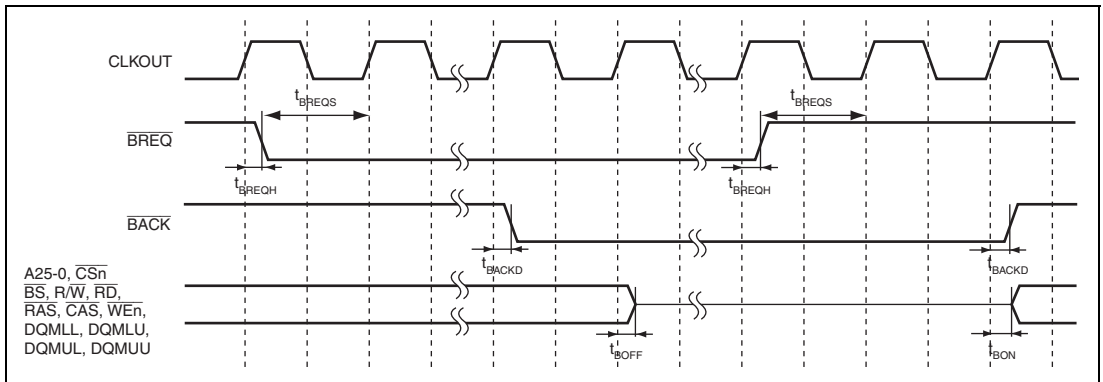 CLKOUT
tBREQS
tBREQS
BREQ
tBREQH
tBREQH
BACK
tBACKD
tBACKD
A25-0, CSn
BS, R/W, RD,
RAS, CAS, WEn,
DQMLL, DQMLU,
DQMUL, DQMUU
tBOFF
tBON